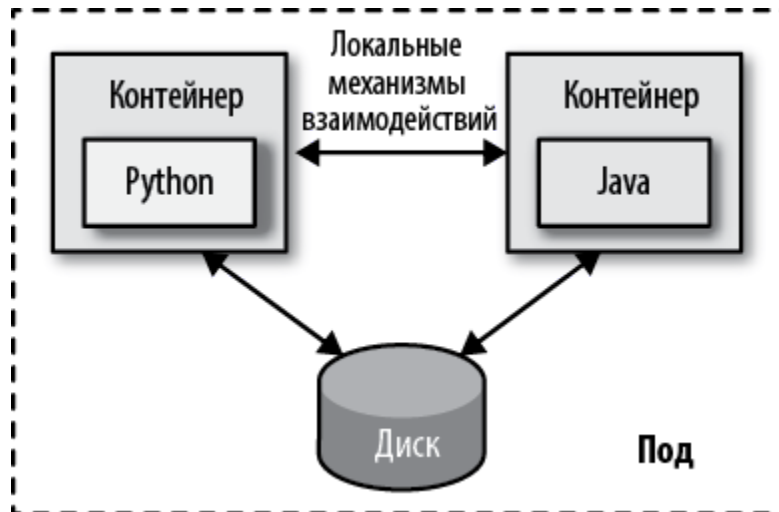 Локальные
механизмы
взаимодействий
Контейнер
Python
Контейнер
Java
Диск
Под